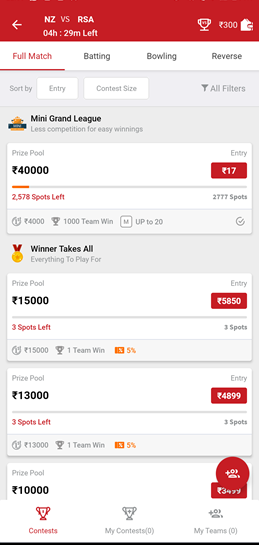 NZ VS RSA
04h : 29m Left
₹300
Full Match Batting Bowling Reverse
Sort by Entry Contest Size All Filters
Mini Grand League
Less competition for easy winnings
Prize Pool Entry
₹40000 ₹17
2,578 Spots Left 2777 Spots
₹4000 1000 Team Win M UP to 20
Winner Takes All
Everything To Play For
Prize Pool Entry
₹15000 ₹5850
3 Spots Left 3 Spots
₹15000 1 Team Win % 5%
Prize Pool Entry
₹13000 ₹4899
3 Spots Left 3 Spots
₹13000 1 Team Win % 5%
Prize Pool
₹10000 ₹3499
Contests My Contests(0) My Teams (0)